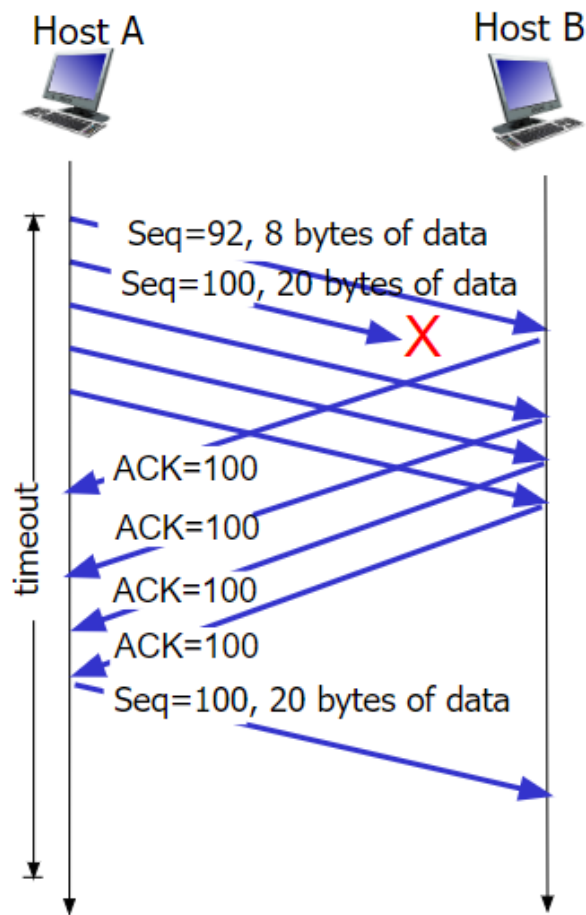 Host A
Host B
Seq=92, 8 bytes of data
Seq=100, 20 bytes of data
X
timeout
ACK=100
ACK=100
ACK=100
ACK=100
Seq=100, 20 bytes of data